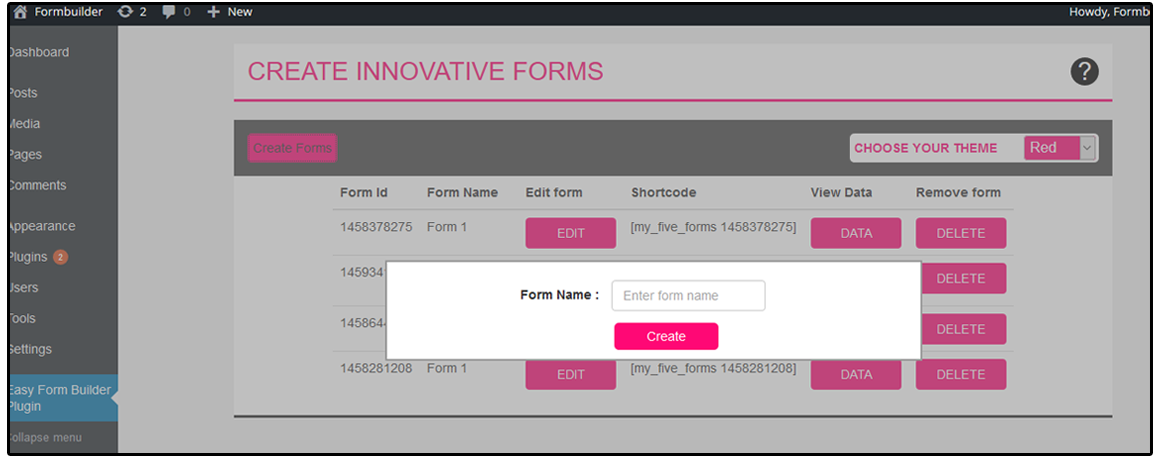 Formbuilder 2 0 + New Howdy, Formb
Dashboard
Posts
Media
Pages
Comments
Appearance
Plugins 2
Users
Tools
Settings
Easy Form Builder
Plugin
Collapse menu
CREATE INNOVATIVE FORMS ?
Create Forms CHOOSE YOUR THEME Red
Form Id Form Name Edit form Shortcode View Data Remove form
1458378275 Form 1 EDIT [my_five_forms 1458378275] DATA DELETE
145934 DELETE
Form Name : Enter form name
145864 DELETE
Create
1458281208 Form 1 EDIT [my_five_forms 1458281208] DATA DELETE